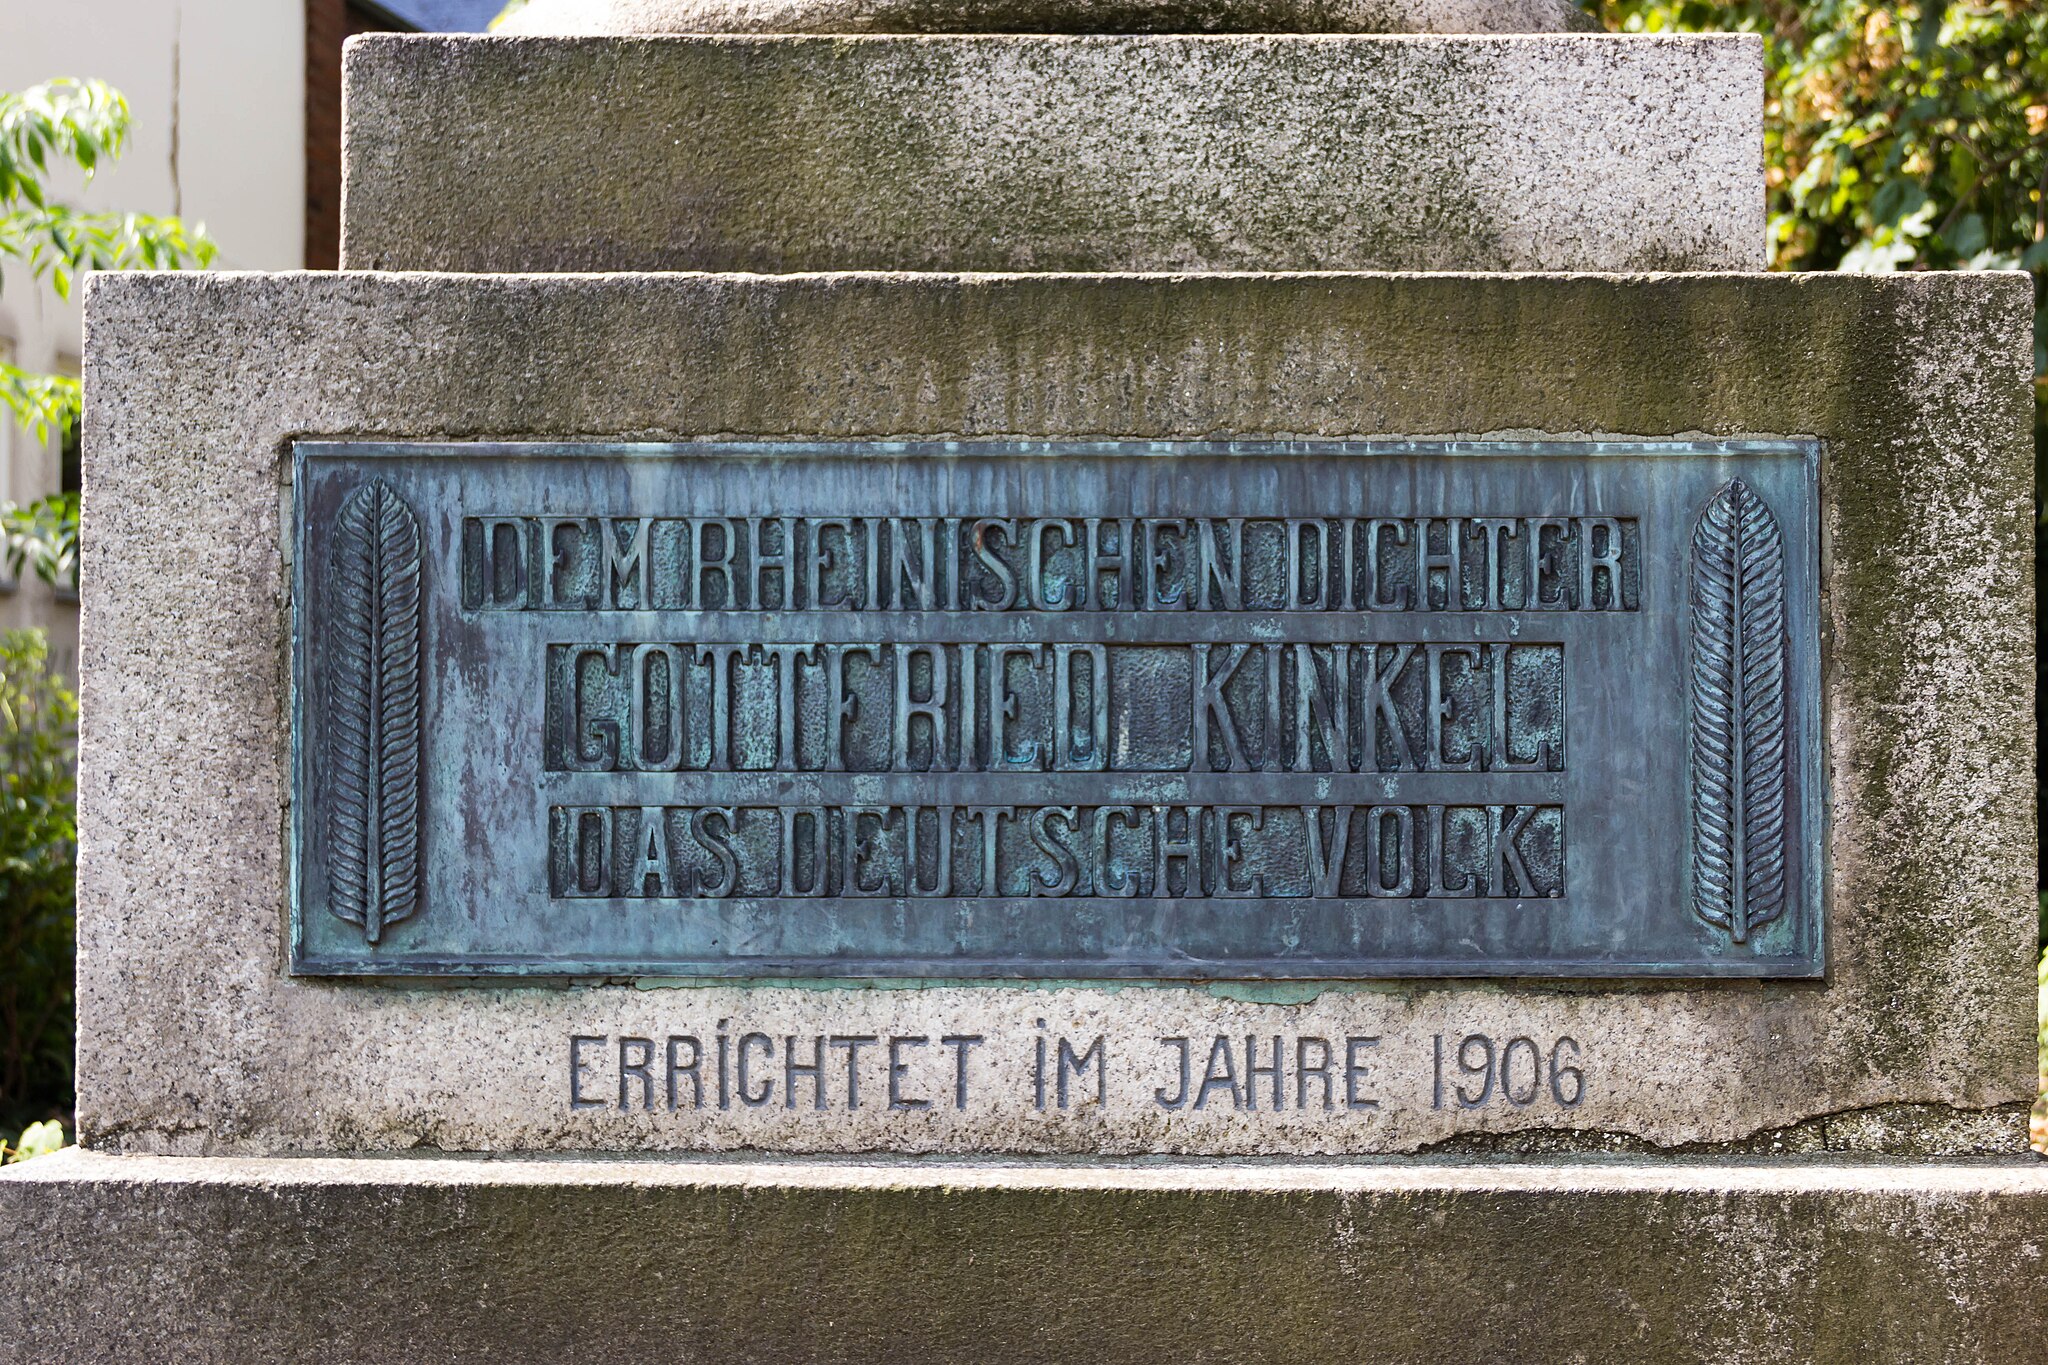 DEM RHEINISCHEN DICHTER
GOTTFRIED KINKEL
DAS DEUTSCHE VOLK.
ERRiCHTET iM JAHRE 1906